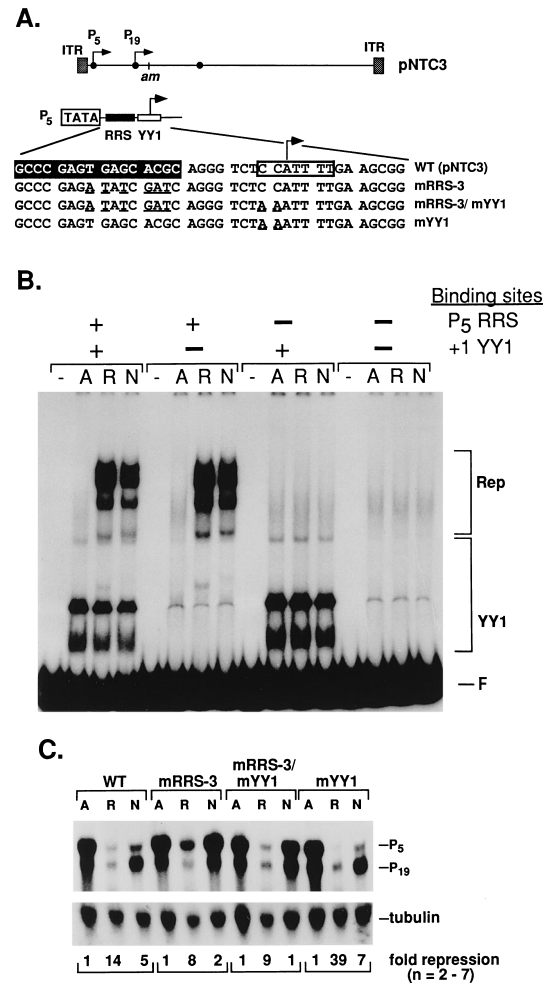 A.
ITR P5 P19 ITR
am pNTC3
P5 TATA RRS YY1
GCCC GAGT GAGC ACGC AGGG TCTC CATT TTGA AGCGG WT (pNTC3)
GCCC GAGA TATC GATC AGGG TCTC CATT TTGA AGCGG mRRS-3
GCCC GAGA TATC GATC AGGG TCTA AATT TTGA AGCGG mRRS-3/ mYY1
GCCC GAGT GAGC ACGC AGGG TCTA AATT TTGA AGCGG mYY1
B.
Binding sites
+ + − − P5 RRS
+ − + − +1 YY1
- A R N - A R N - A R N - A R N
Rep
YY1
F
C.
WT mRRS-3 mRRS-3/ mYY1 mYY1
A R N A R N A R N A R N
P5
P19
tubulin
1 14 5 1 8 2 1 9 1 1 39 7 fold repression
(n = 2 - 7)